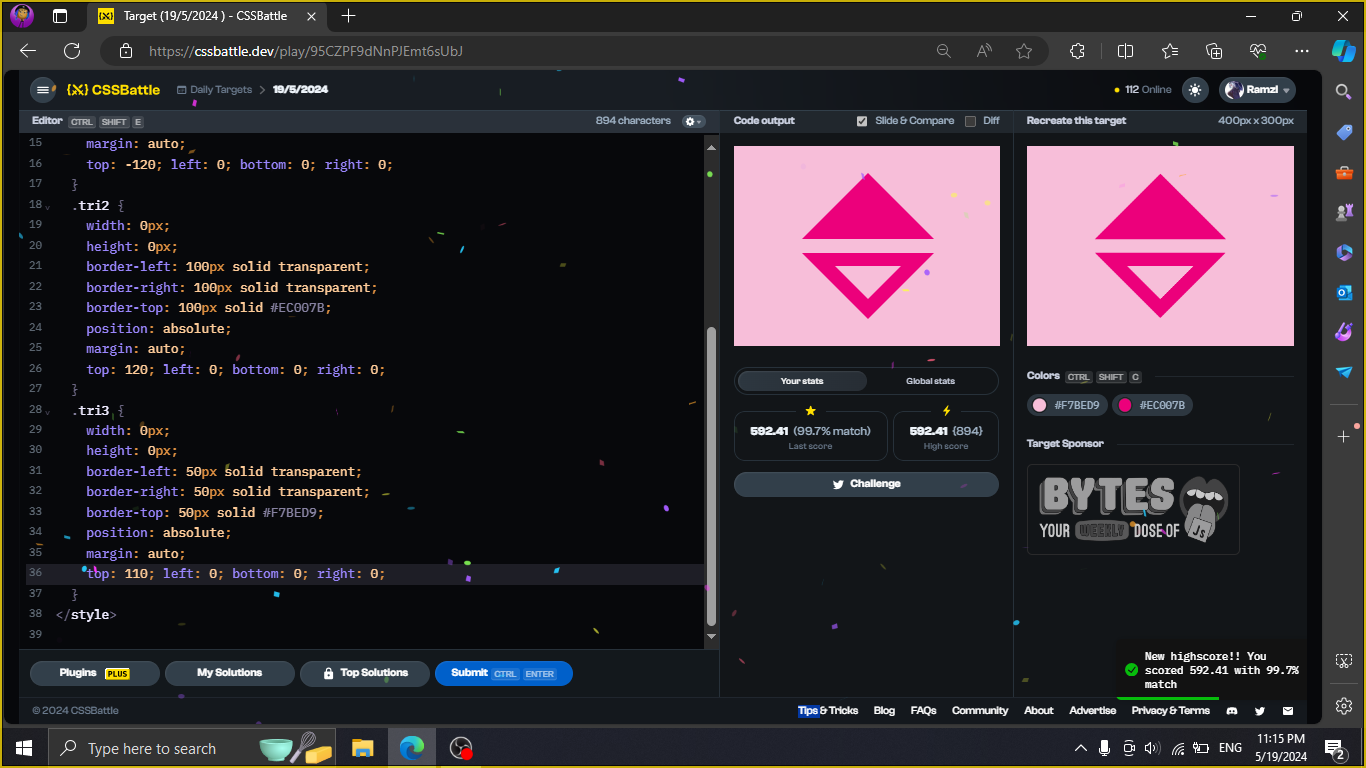 Target (19/5/2024 ) - CSSBattle
https://cssbattle.dev/play/95CZPF9dNnPJEmt6sUbJ
{X} CSSBattle
Daily Targets > 19/5/2024
112 Online
Ramzi
Editor CTRL SHIFT E
894 characters
Code output
Slide & Compare
Diff
Recreate this target
400px x 300px
15 margin: auto;
16 top: -120; left: 0; bottom: 0; right: 0;
17 }
18 .tri2 {
19 width: 0px;
20 height: 0px;
21 border-left: 100px solid transparent;
22 border-right: 100px solid transparent;
23 border-top: 100px solid #EC007B;
24 position: absolute;
25 margin: auto;
26 top: 120; left: 0; bottom: 0; right: 0;
27 }
28 .tri3 {
29 width: 0px;
30 height: 0px;
31 border-left: 50px solid transparent;
32 border-right: 50px solid transparent;
33 border-top: 50px solid #F7BED9;
34 position: absolute;
35 margin: auto;
36 top: 110; left: 0; bottom: 0; right: 0;
37 }
38 </style>
39
Your stats
Global stats
592.41 (99.7% match)
Last score
592.41 {894}
High score
Challenge
Colors CTRL SHIFT C
#F7BED9
#EC007B
Target Sponsor
BYTES
YOUR WEEKLY DOSE OF JS
Plugins PLUS
My Solutions
Top Solutions
Submit CTRL ENTER
New highscore!! You
scored 592.41 with 99.7%
match
© 2024 CSSBattle
Tips & Tricks
Blog
FAQs
Community
About
Advertise
Privacy & Terms
Type here to search
ENG
11:15 PM
5/19/2024
2